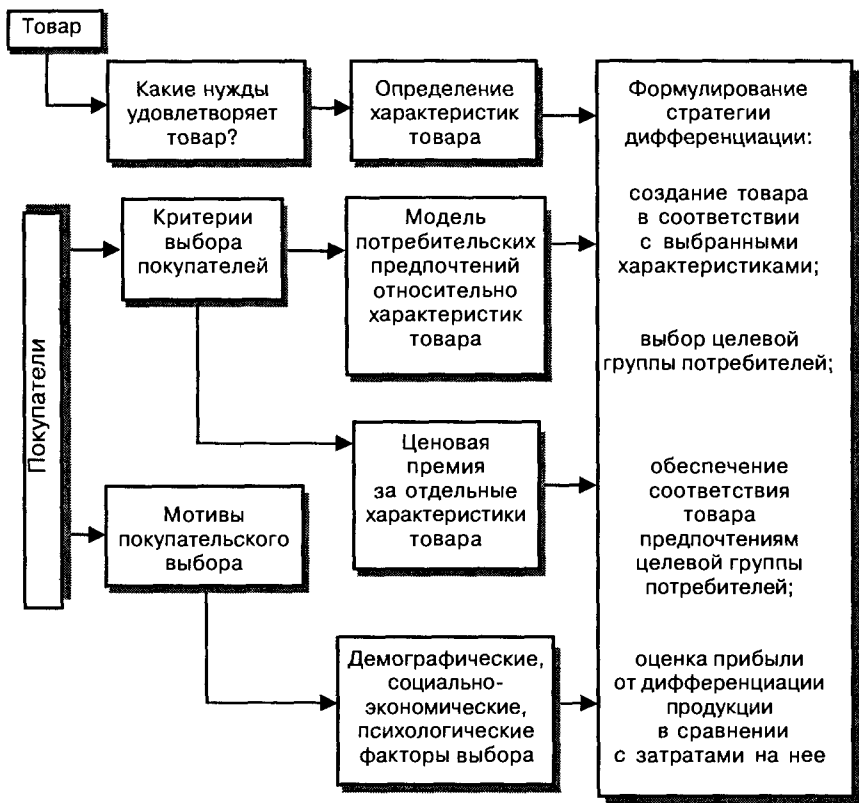 Товар
Какие нужды
удовлетворяет
товар?
Определение
характеристик
товара
Формулирование
стратегии
дифференциации:
создание товара
в соответствии
с выбранными
характеристиками;
выбор целевой
группы потребителей;
обеспечение
соответствия
товара
предпочтениям
целевой группы
потребителей;
оценка прибыли
от дифференциации
продукции
в сравнении
с затратами на нее
Покупатели
Критерии
выбора
покупателей
Модель
потребительских
предпочтений
относительно
характеристик
товара
Ценовая
премия
за отдельные
характеристики
товара
Мотивы
покупательского
выбора
Демографические,
социально-
экономические,
психологические
факторы выбора